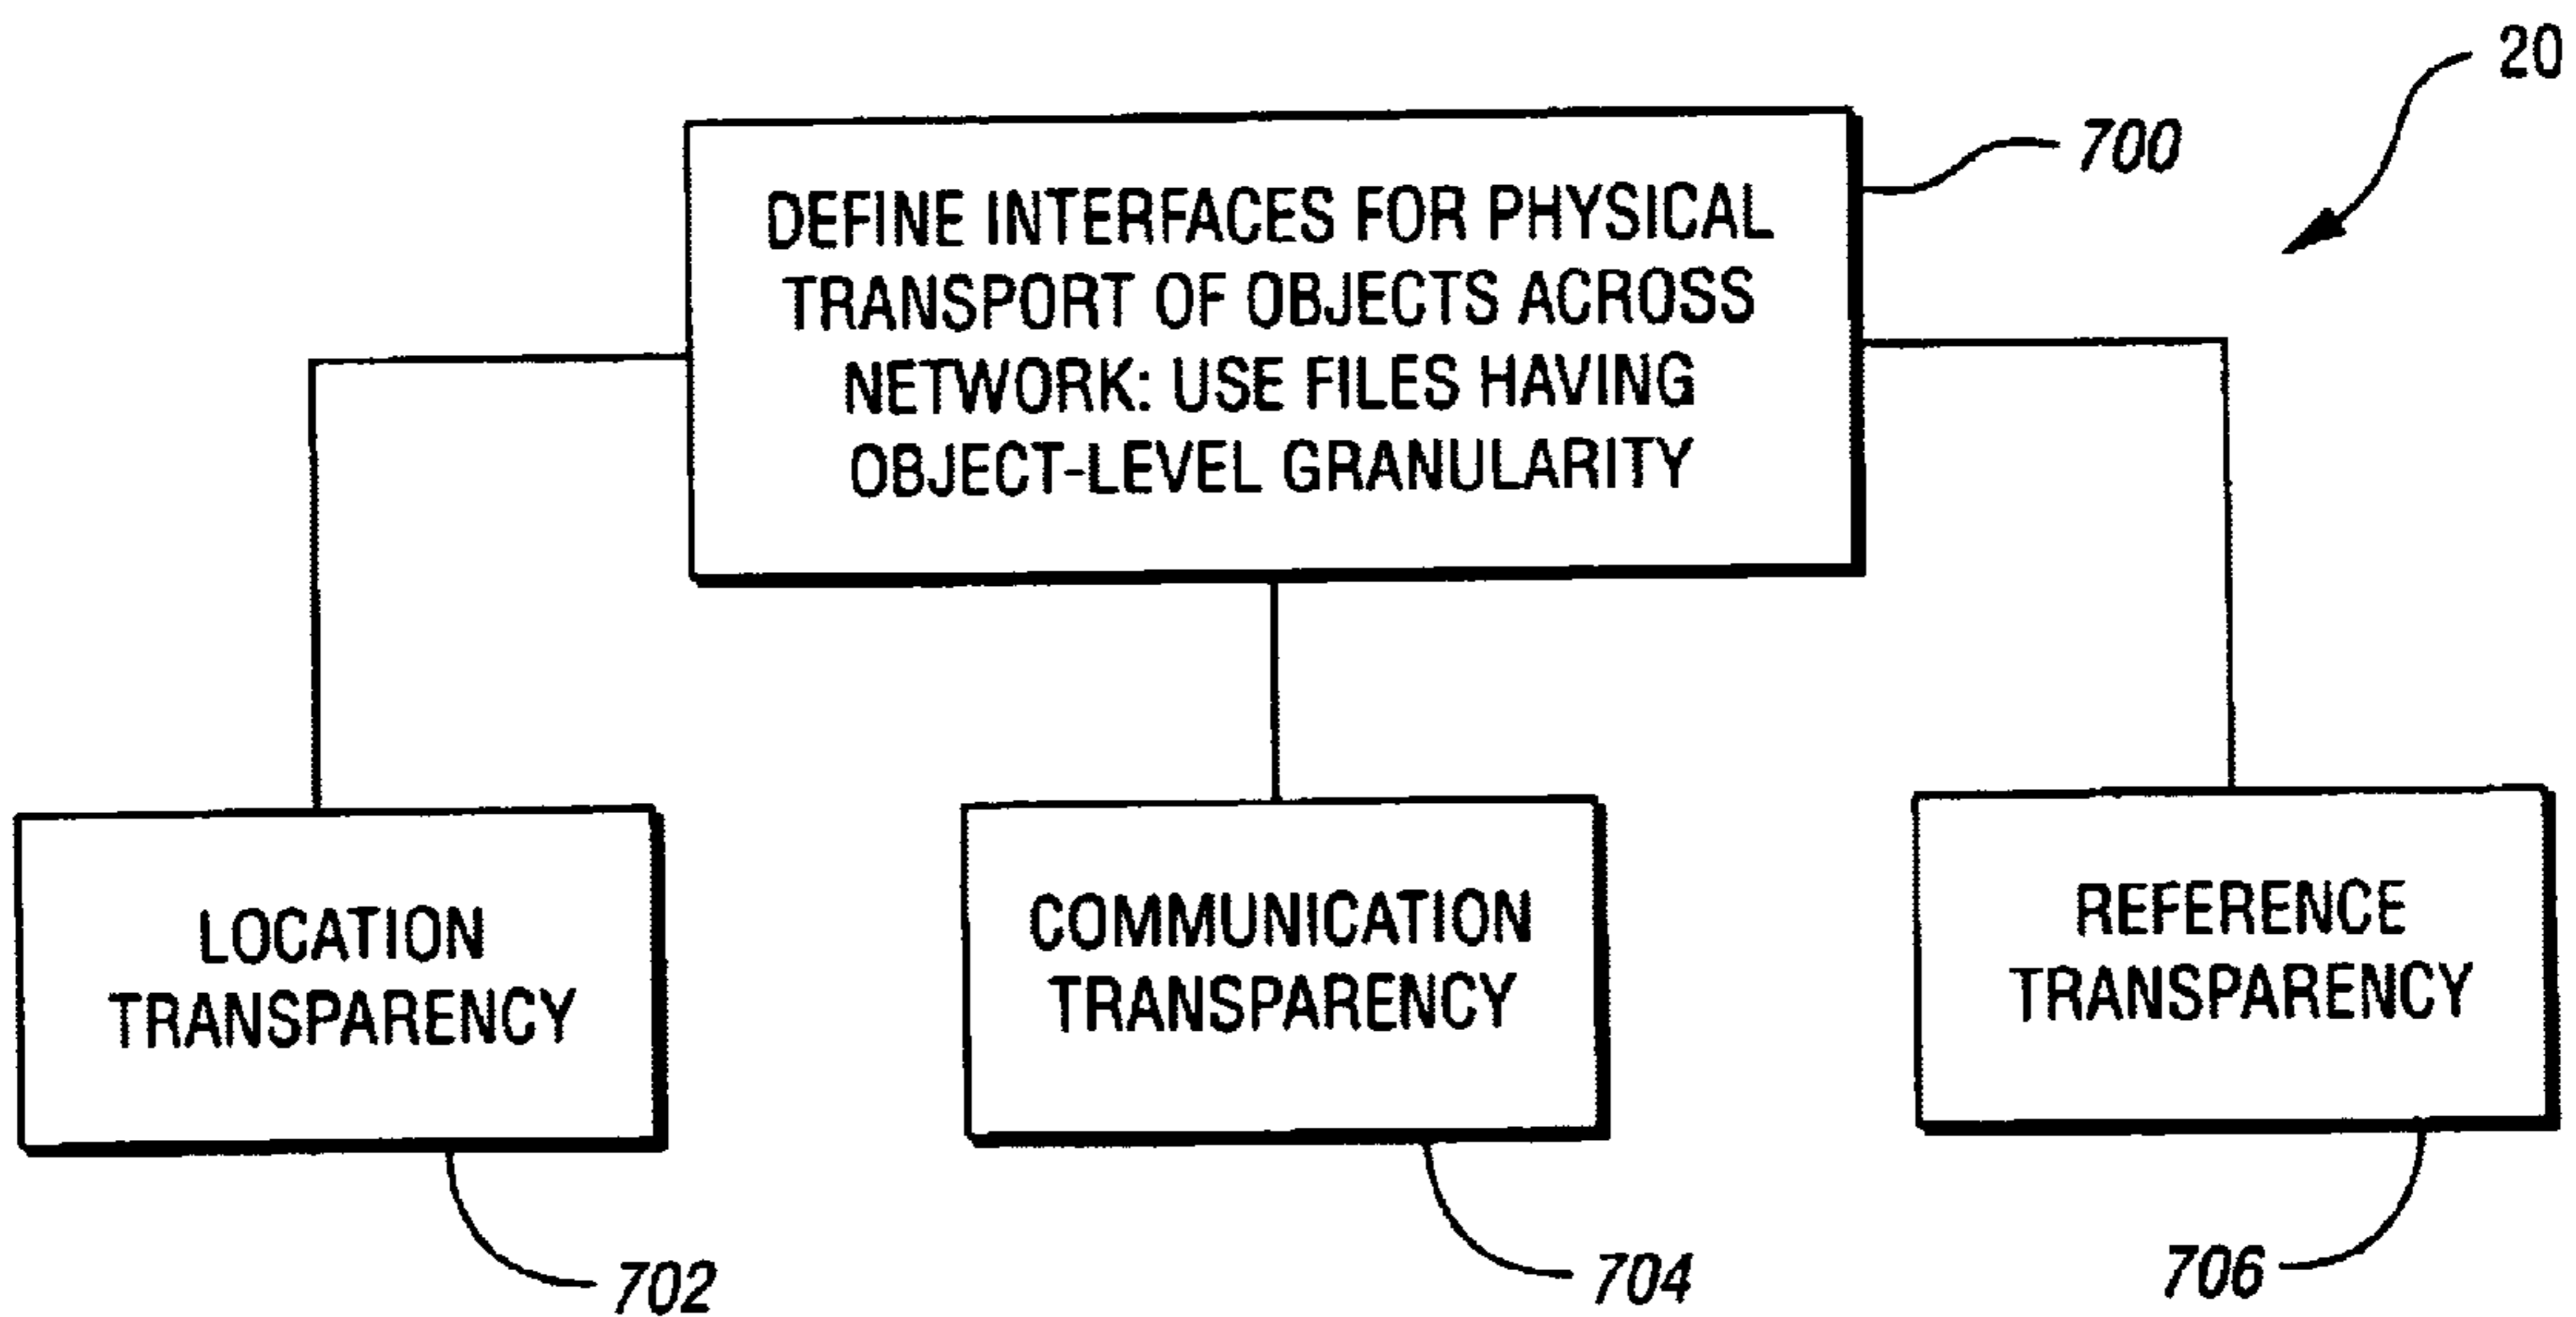 20
700
DEFINE INTERFACES FOR PHYSICAL
TRANSPORT OF OBJECTS ACROSS
NETWORK: USE FILES HAVING
OBJECT-LEVEL GRANULARITY
LOCATION
TRANSPARENCY
COMMUNICATION
TRANSPARENCY
REFERENCE
TRANSPARENCY
702
704
706